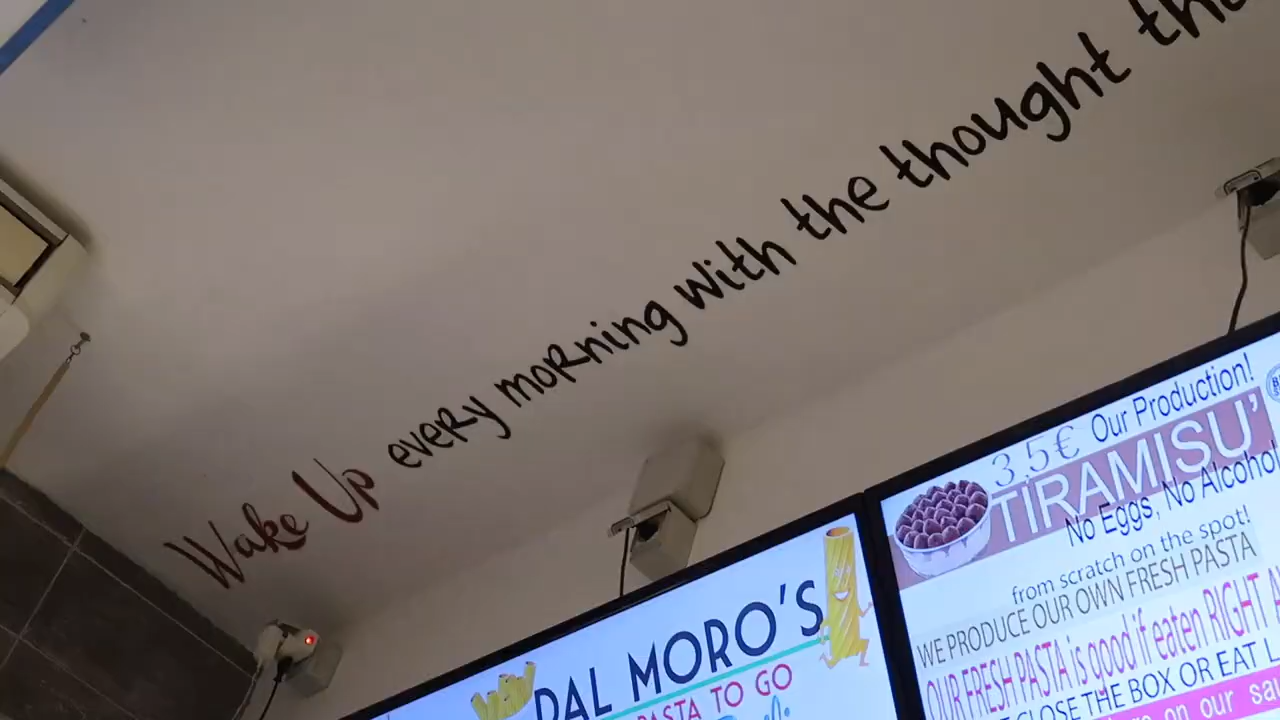 Wake Up every morning with the thought
DAL MORO'S
PASTA TO GO
3.5€ Our Production!
TIRAMISU'
No Eggs, No Alcohol
from scratch on the spot!
WE PRODUCE OUR OWN FRESH PASTA
OUR FRESH PASTA is good if eaten RIGHT
CLOSE THE BOX OR EAT
on our